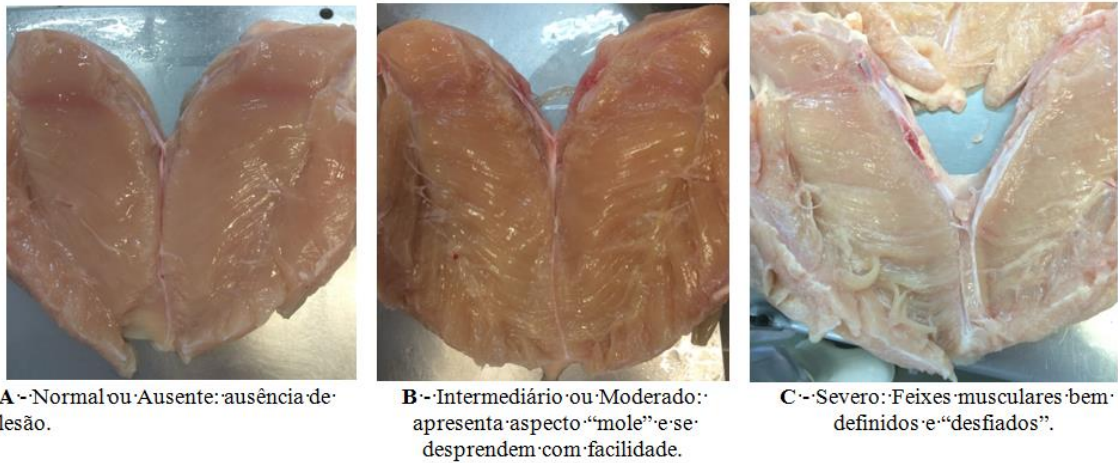 A - Normal ou Ausente: ausência de
lesão.
B - Intermediário ou Moderado:
apresenta aspecto “mole” e se
desprendem com facilidade.
C - Severo: Feixes musculares bem
definidos e “desfiados”.